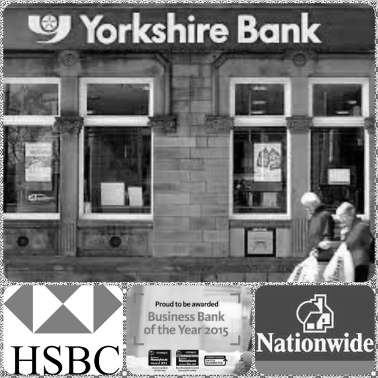 Yorkshire Bank
HSBC
Proud to be awarded
Business Bank
of the Year 2015
Nationwide